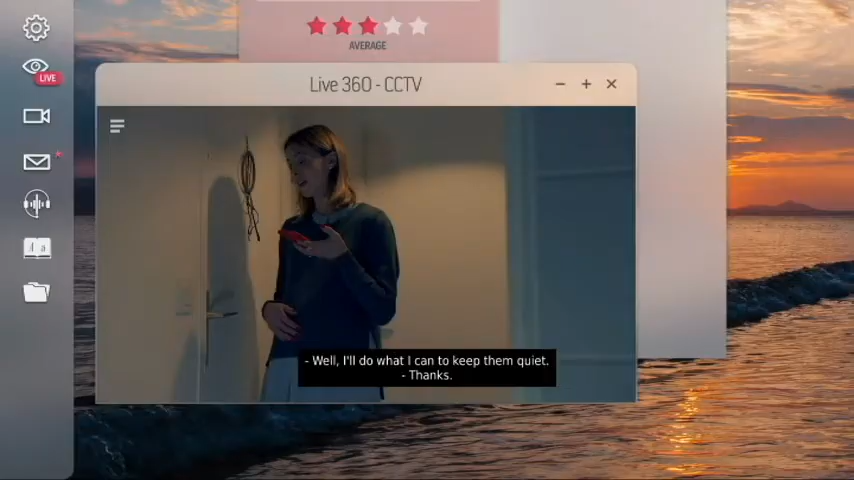 AVERAGE
LIVE
Live 360 - CCTV
- Well, I'll do what I can to keep them quiet.
- Thanks.